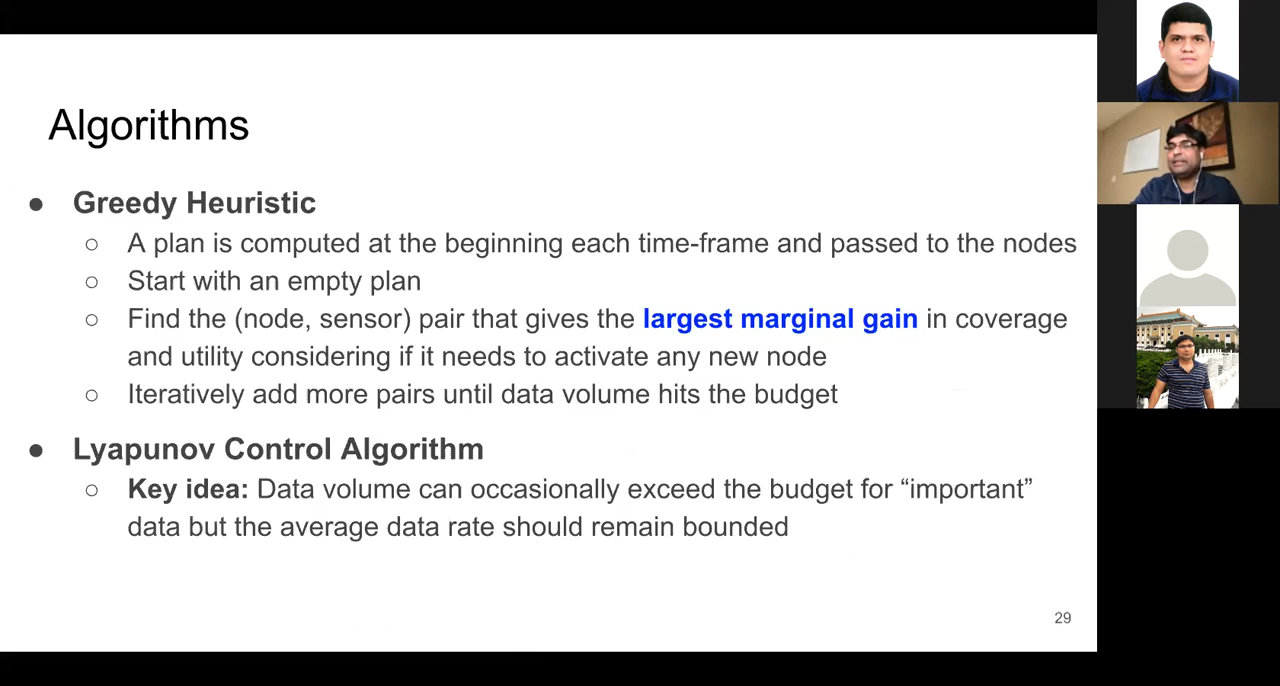 Algorithms
● Greedy Heuristic
○ A plan is computed at the beginning each time-frame and passed to the nodes
○ Start with an empty plan
○ Find the (node, sensor) pair that gives the largest marginal gain in coverage
and utility considering if it needs to activate any new node
○ Iteratively add more pairs until data volume hits the budget
● Lyapunov Control Algorithm
○ Key idea: Data volume can occasionally exceed the budget for “important”
data but the average data rate should remain bounded
29